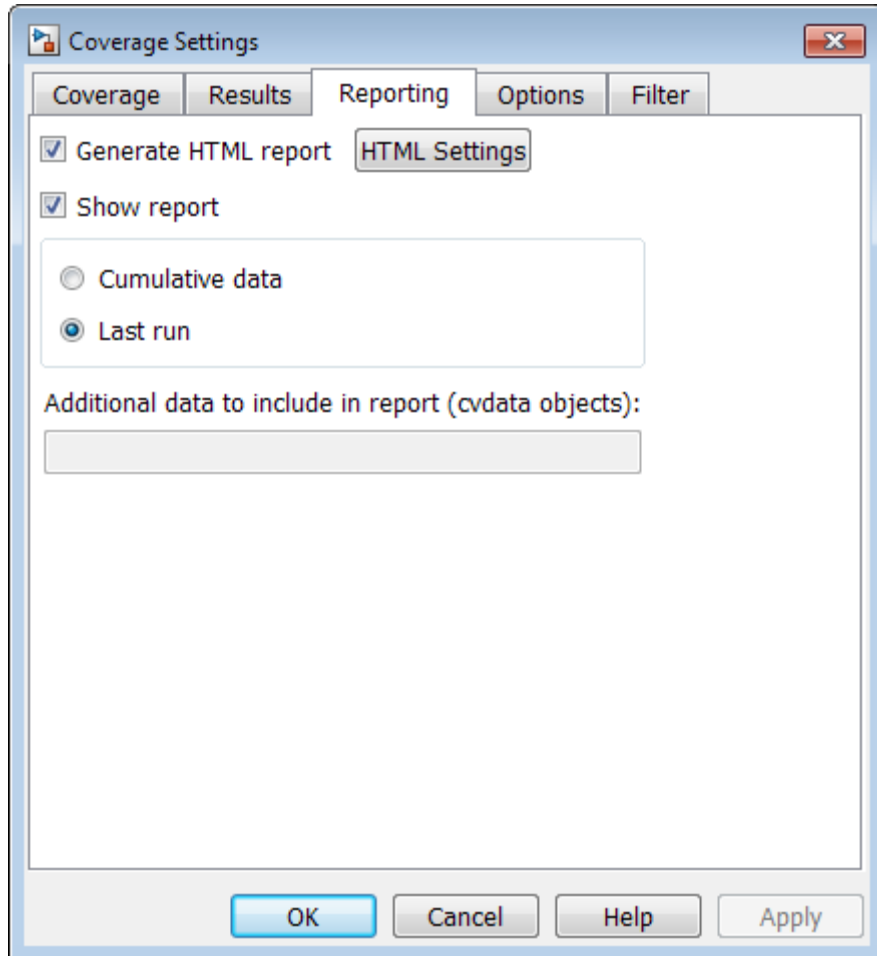 Coverage Settings
Coverage Results Reporting Options Filter
Generate HTML report HTML Settings
Show report
Cumulative data
Last run
Additional data to include in report (cvdata objects):
OK Cancel Help Apply